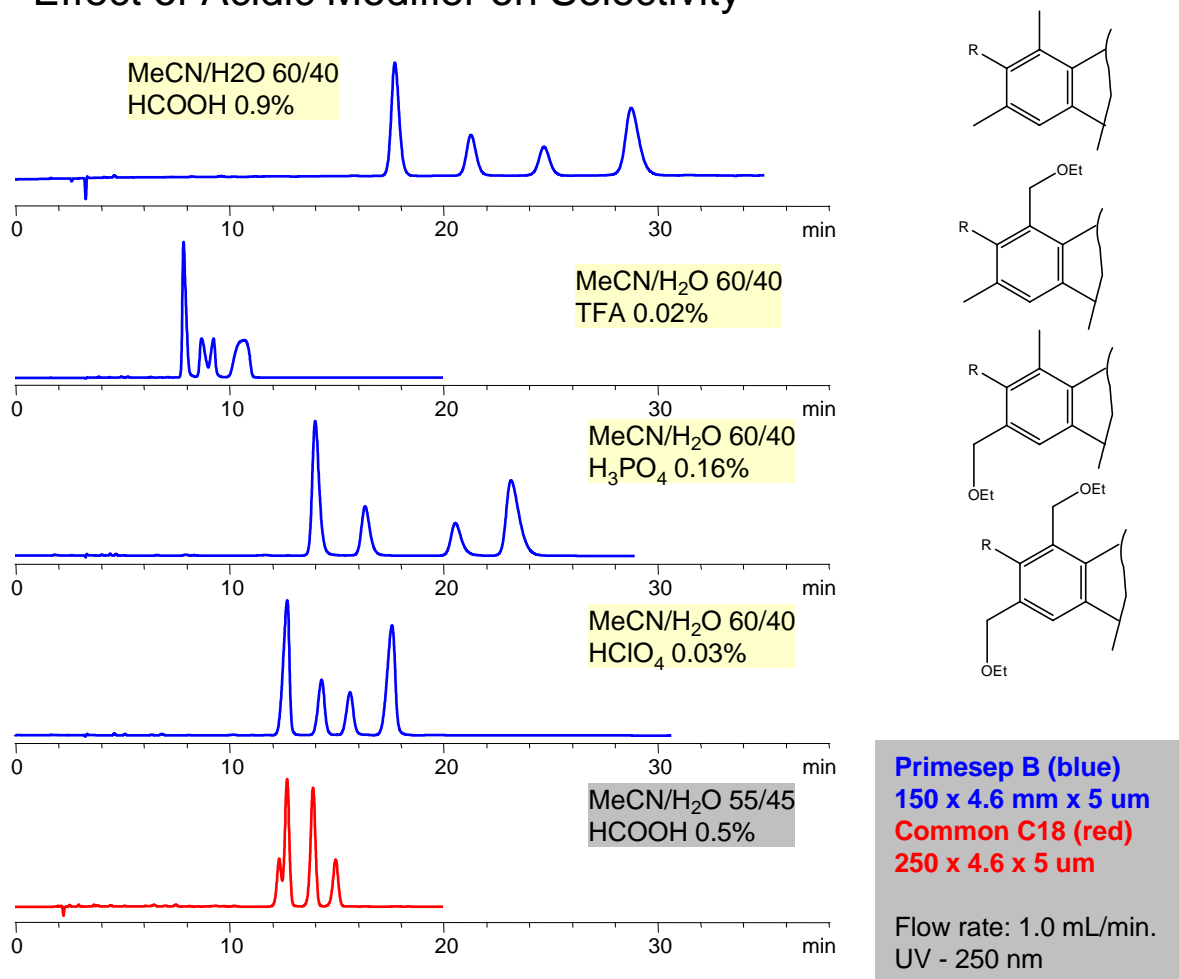 Effect of Acidic Modifier on Selectivity
MeCN/H2O 60/40
HCOOH 0.9%
0 10 20 30 min
MeCN/H₂O 60/40
TFA 0.02%
0 10 20 30 min
MeCN/H₂O 60/40
H₃PO₄ 0.16%
0 10 20 30 min
MeCN/H₂O 60/40
HClO₄ 0.03%
0 10 20 30 min
MeCN/H₂O 55/45
HCOOH 0.5%
0 10 20 30 min
R
OEt
R
R
OEt
OEt
R
OEt
Primesep B (blue)
150 x 4.6 mm x 5 um
Common C18 (red)
250 x 4.6 x 5 um
Flow rate: 1.0 mL/min.
UV - 250 nm